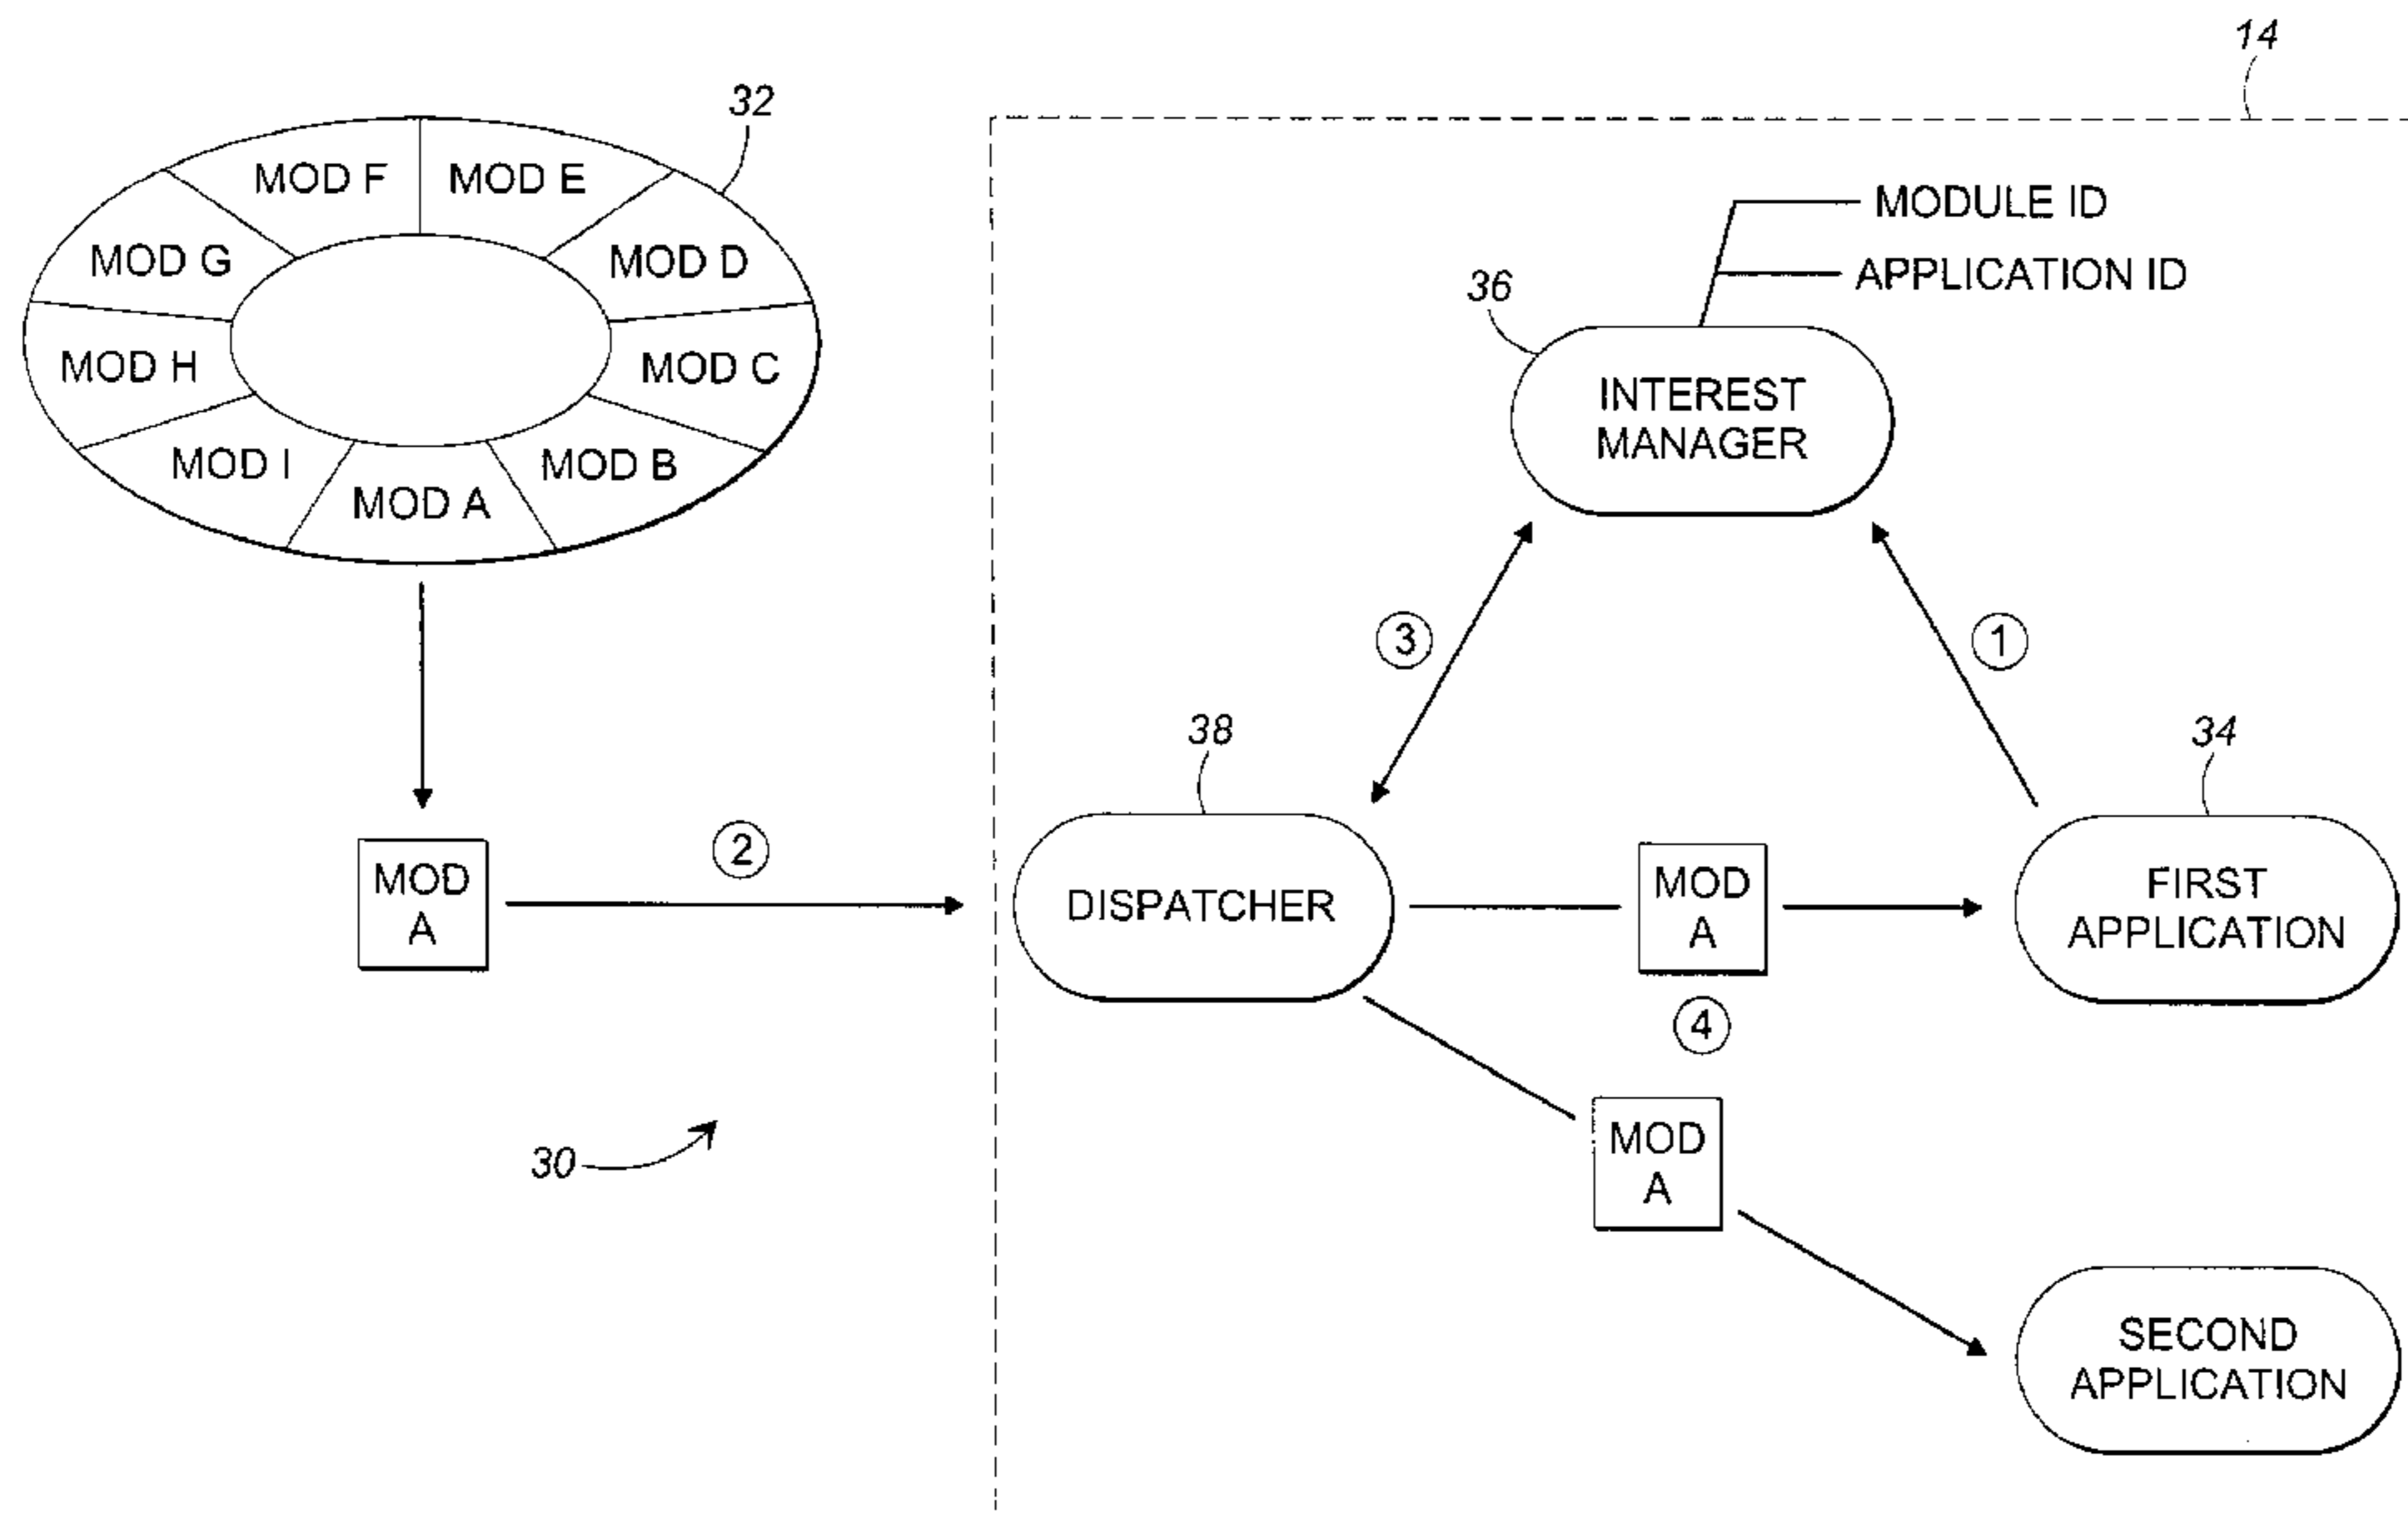 14
32
MOD F
MOD E
MOD G
MOD D
MOD H
MOD C
MOD I
MOD B
MOD A
MODULE ID
APPLICATION ID
36
INTEREST
MANAGER
3
1
38
34
MOD
A
2
DISPATCHER
MOD
A
FIRST
APPLICATION
4
MOD
A
30
SECOND
APPLICATION